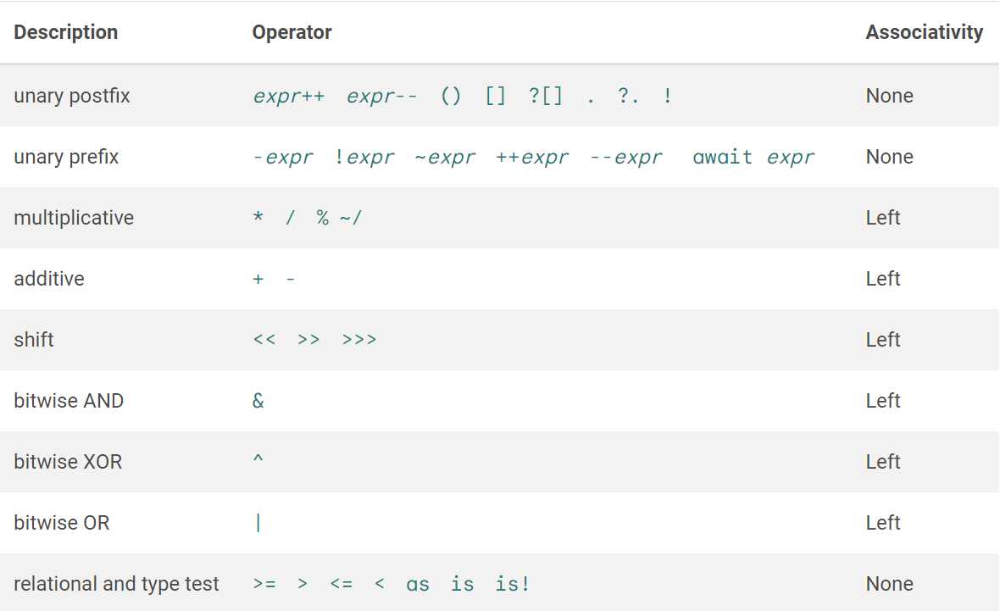 Description Operator Associativity
unary postfix expr++ expr-- () [] ?[] . ?. ! None
unary prefix -expr !expr ~expr ++expr --expr await expr None
multiplicative * / % ~/ Left
additive + - Left
shift << >> >>> Left
bitwise AND & Left
bitwise XOR ^ Left
bitwise OR | Left
relational and type test >= > <= < as is is! None